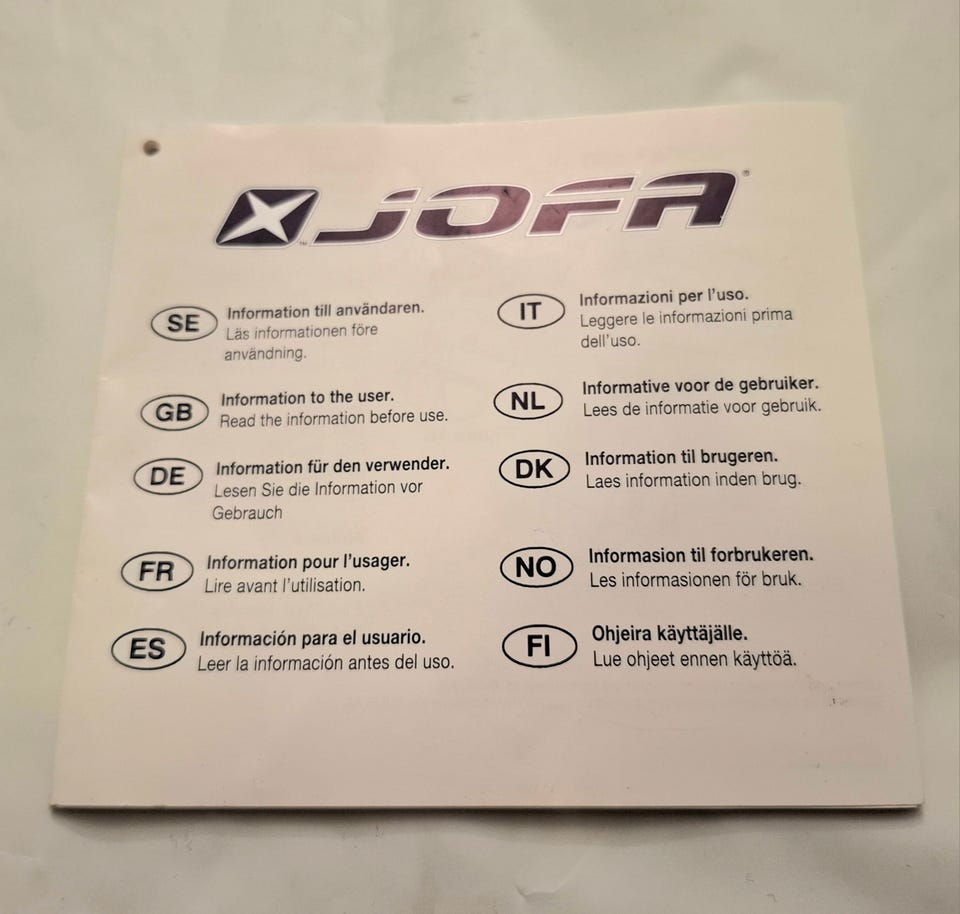 JOFA®
SE
Information till användaren.
Läs informationen före
användning.
GB
Information to the user.
Read the information before use.
DE
Information für den verwender.
Lesen Sie die Information vor
Gebrauch
FR
Information pour l'usager.
Lire avant l'utilisation.
ES
Información para el usuario.
Leer la información antes del uso.
IT
Informazioni per l'uso.
Leggere le informazioni prima
dell'uso.
NL
Informative voor de gebruiker.
Lees de informatie voor gebruik.
DK
Information til brugeren.
Laes information inden brug.
NO
Informasion til forbrukeren.
Les informasionen för bruk.
FI
Ohjeira käyttäjälle.
Lue ohjeet ennen käyttöä.